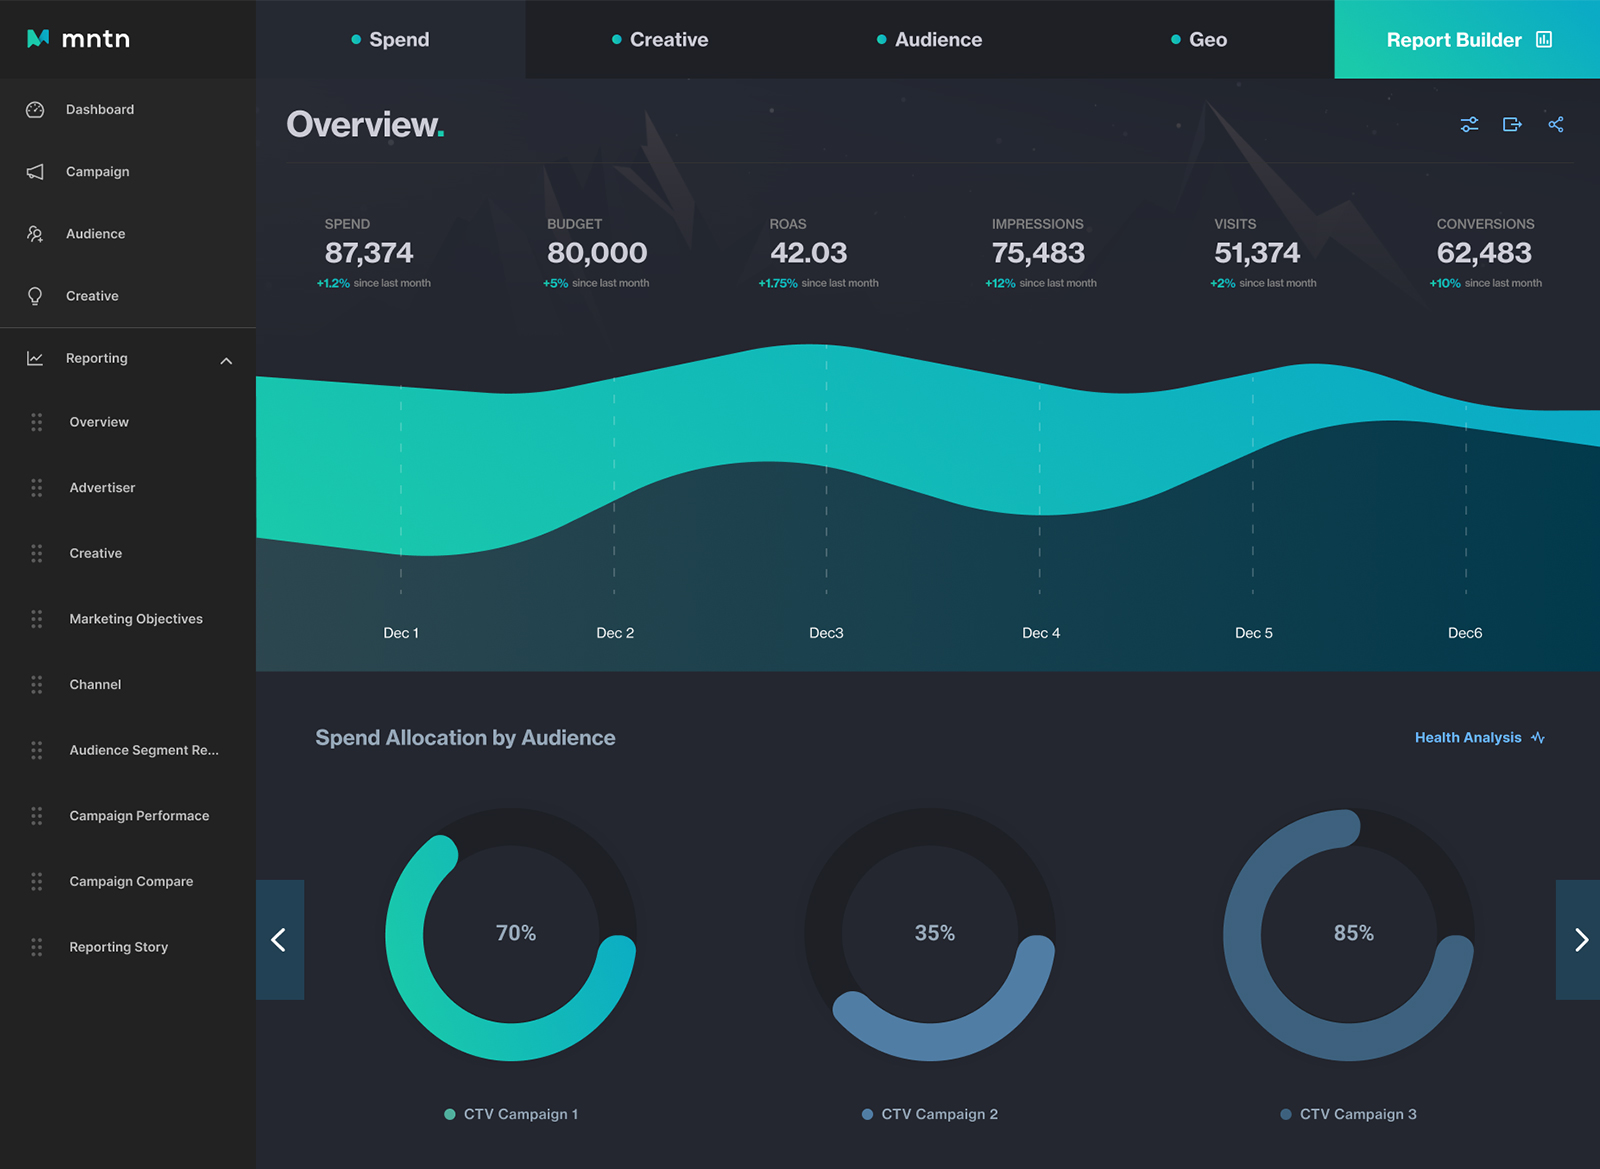 mntn
Spend
Creative
Audience
Geo
Report Builder
Dashboard
Campaign
Audience
Creative
Reporting
Overview
Advertiser
Creative
Marketing Objectives
Channel
Audience Segment Re...
Campaign Performace
Campaign Compare
Reporting Story
Overview.
SPEND
87,374
+1.2% since last month
BUDGET
80,000
+5% since last month
ROAS
42.03
+1.75% since last month
IMPRESSIONS
75,483
+12% since last month
VISITS
51,374
+2% since last month
CONVERSIONS
62,483
+10% since last month
Dec 1
Dec 2
Dec3
Dec 4
Dec 5
Dec6
Spend Allocation by Audience
Health Analysis
70%
35%
85%
CTV Campaign 1
CTV Campaign 2
CTV Campaign 3